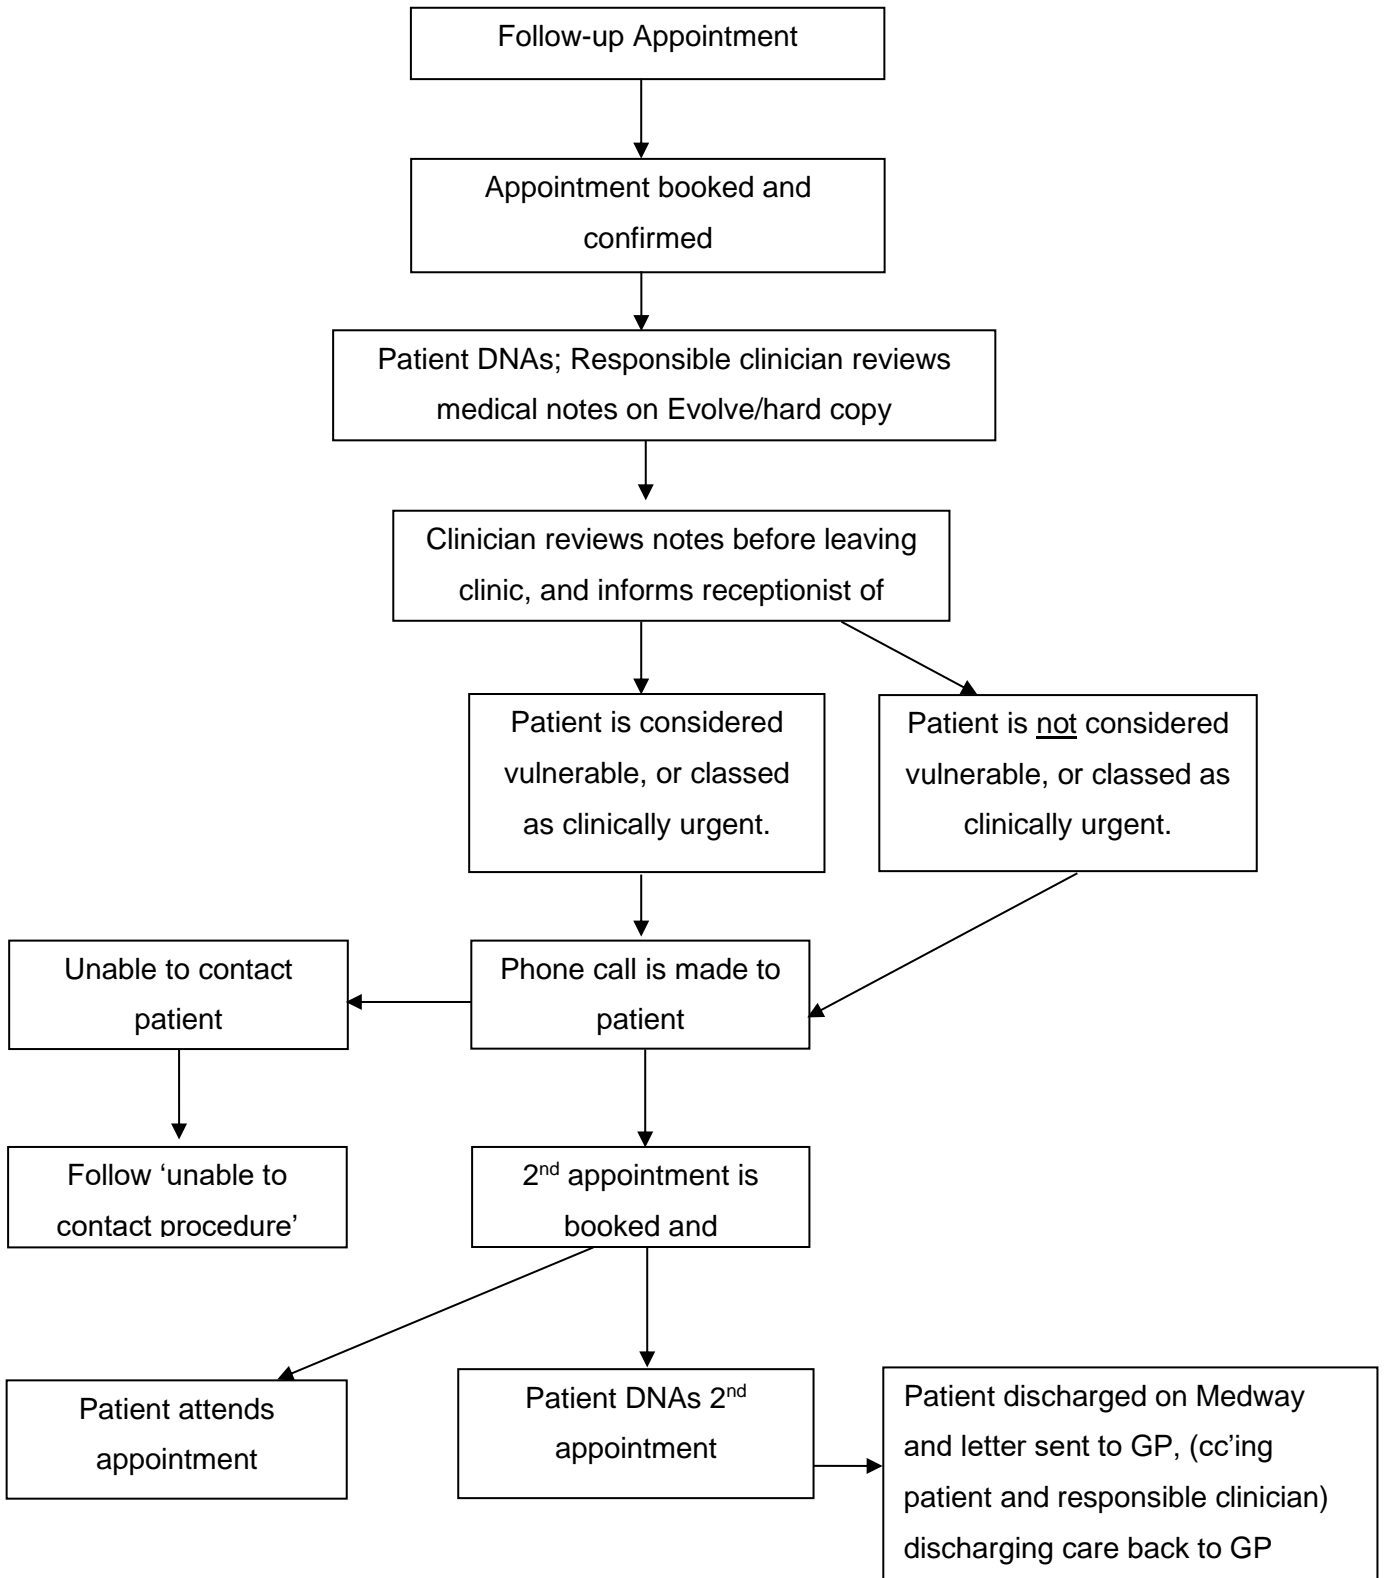 Follow-up Appointment
Appointment booked and
confirmed
Patient DNAs; Responsible clinician reviews
medical notes on Evolve/hard copy
Clinician reviews notes before leaving
clinic, and informs receptionist of
Patient is considered
vulnerable, or classed
as clinically urgent.
Patient is not considered
vulnerable, or classed as
clinically urgent.
Unable to contact
patient
Phone call is made to
patient
Follow ‘unable to
contact procedure’
2nd appointment is
booked and
Patient attends
appointment
Patient DNAs 2nd
appointment
Patient discharged on Medway
and letter sent to GP, (cc’ing
patient and responsible clinician)
discharging care back to GP